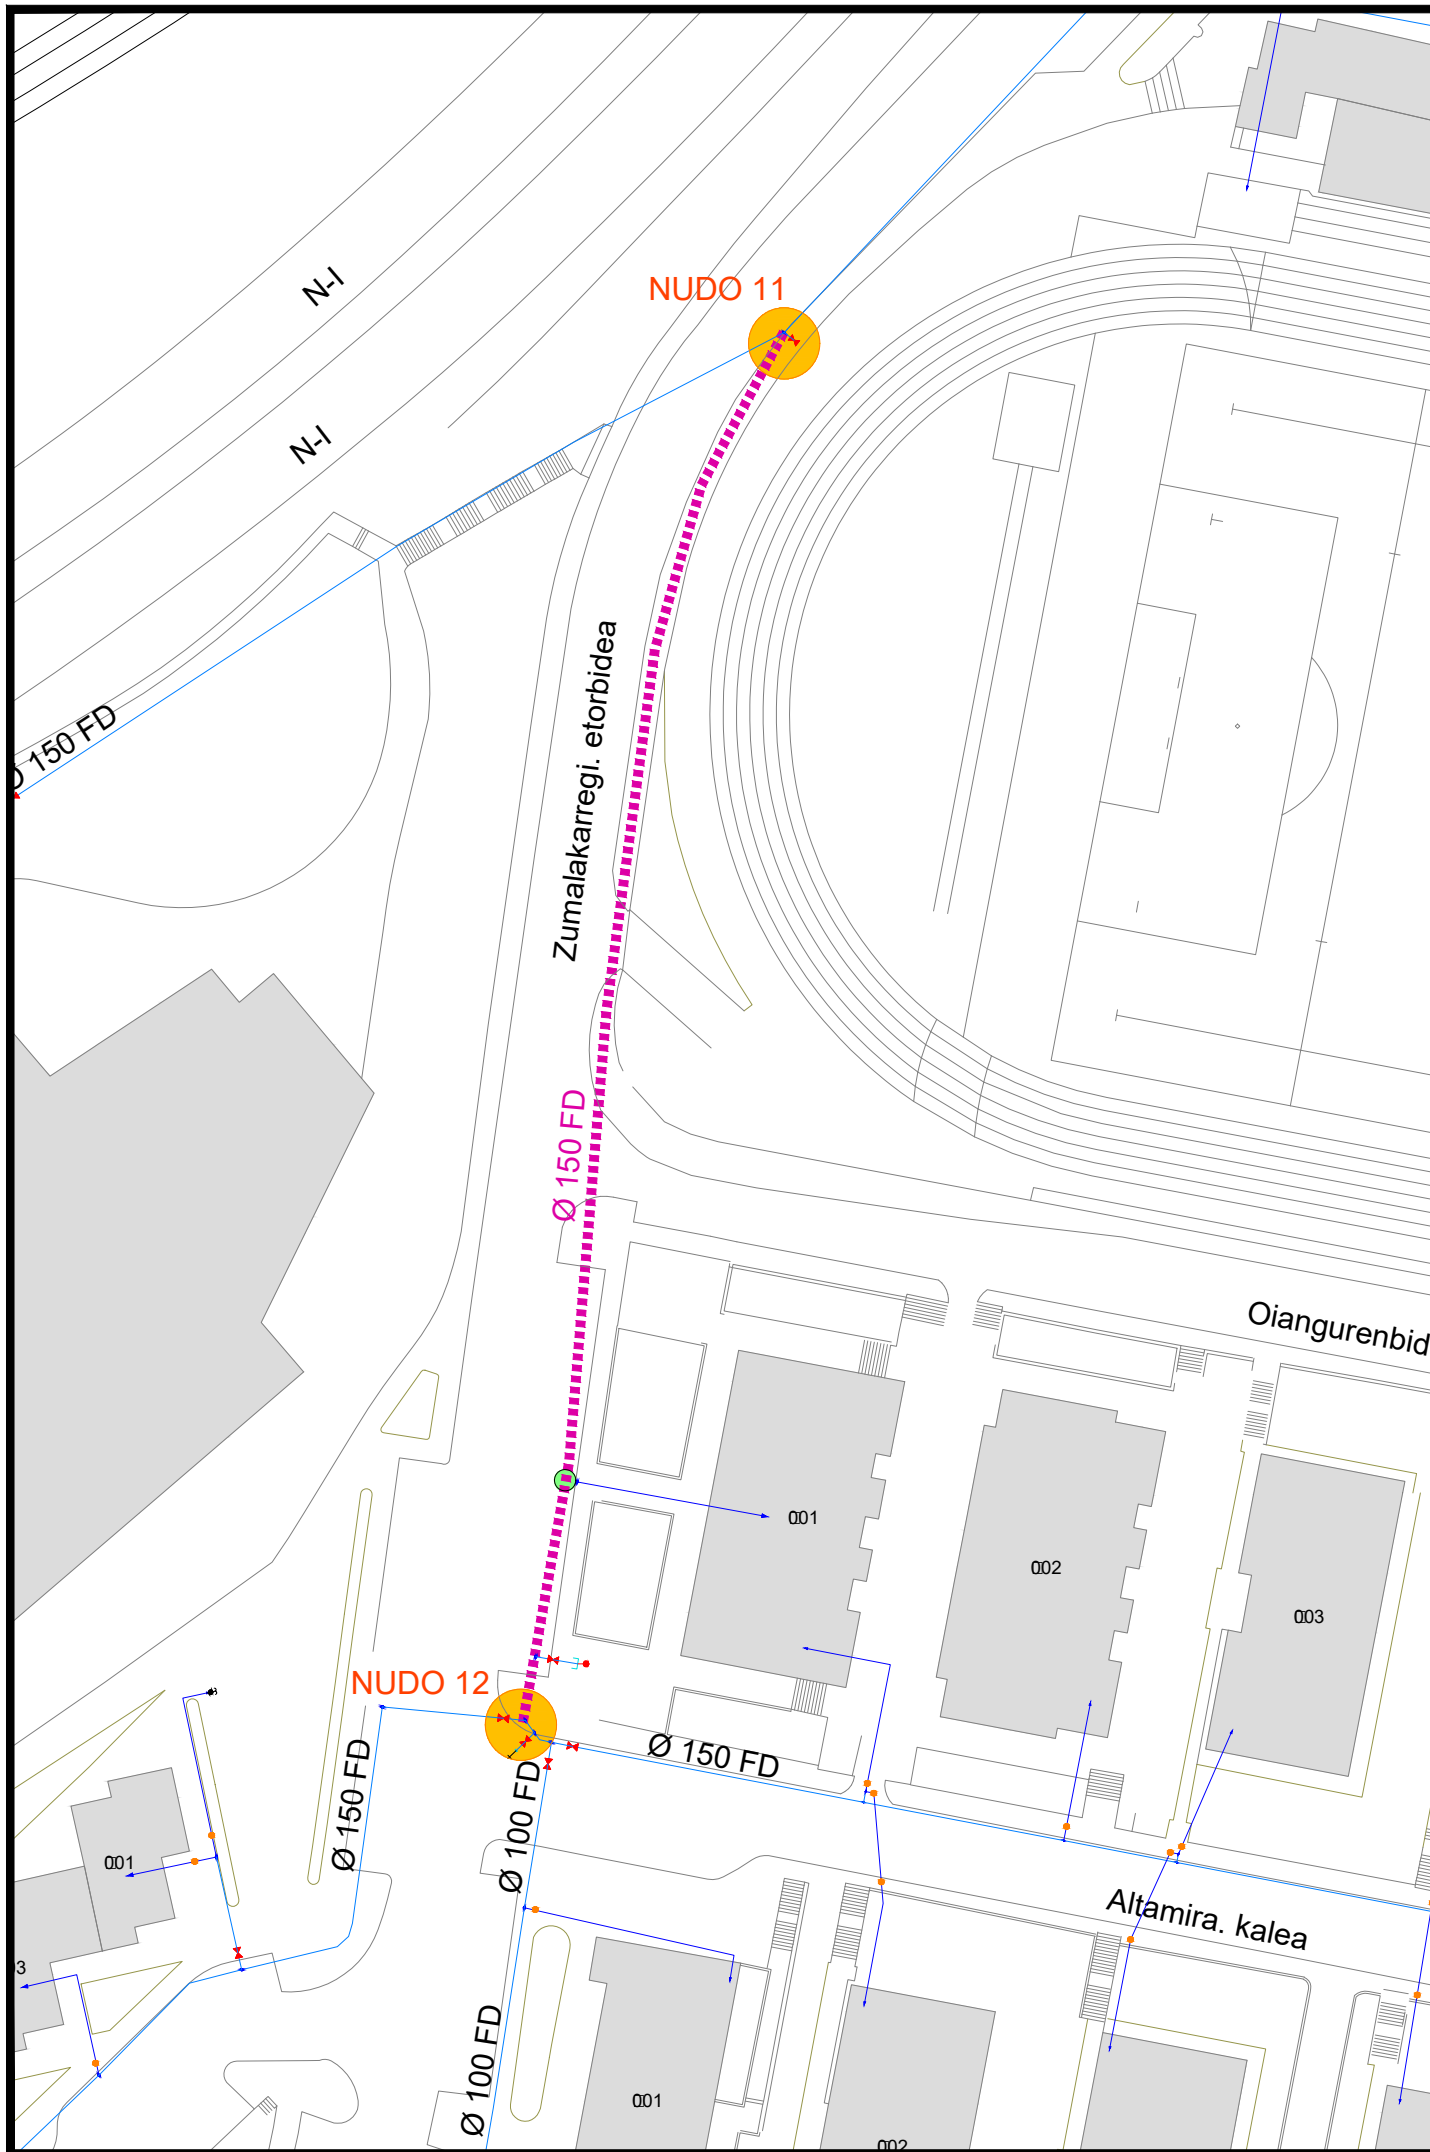 NUDO 11
N-I
N-I
Zumalakarregi. etorbidea
Ø 150 FD
Ø 150 FD
Oiangurenbid
001
002
003
NUDO 12
Ø 150 FD
Ø 150 FD
Ø 100 FD
001
Altamira. kalea
3
Ø 100 FD
001
002